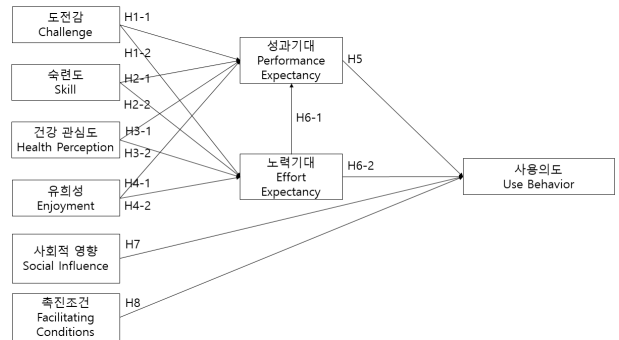 도전감
Challenge
H1-1
H1-2
숙련도
Skill
H2-1
H2-2
건강 관심도
Health Perception
H3-1
H3-2
유희성
Enjoyment
H4-1
H4-2
사회적 영향
Social Influence
H7
촉진조건
Facilitating
Conditions
H8
성과기대
Performance
Expectancy
H5
H6-1
노력기대
Effort
Expectancy
H6-2
사용의도
Use Behavior